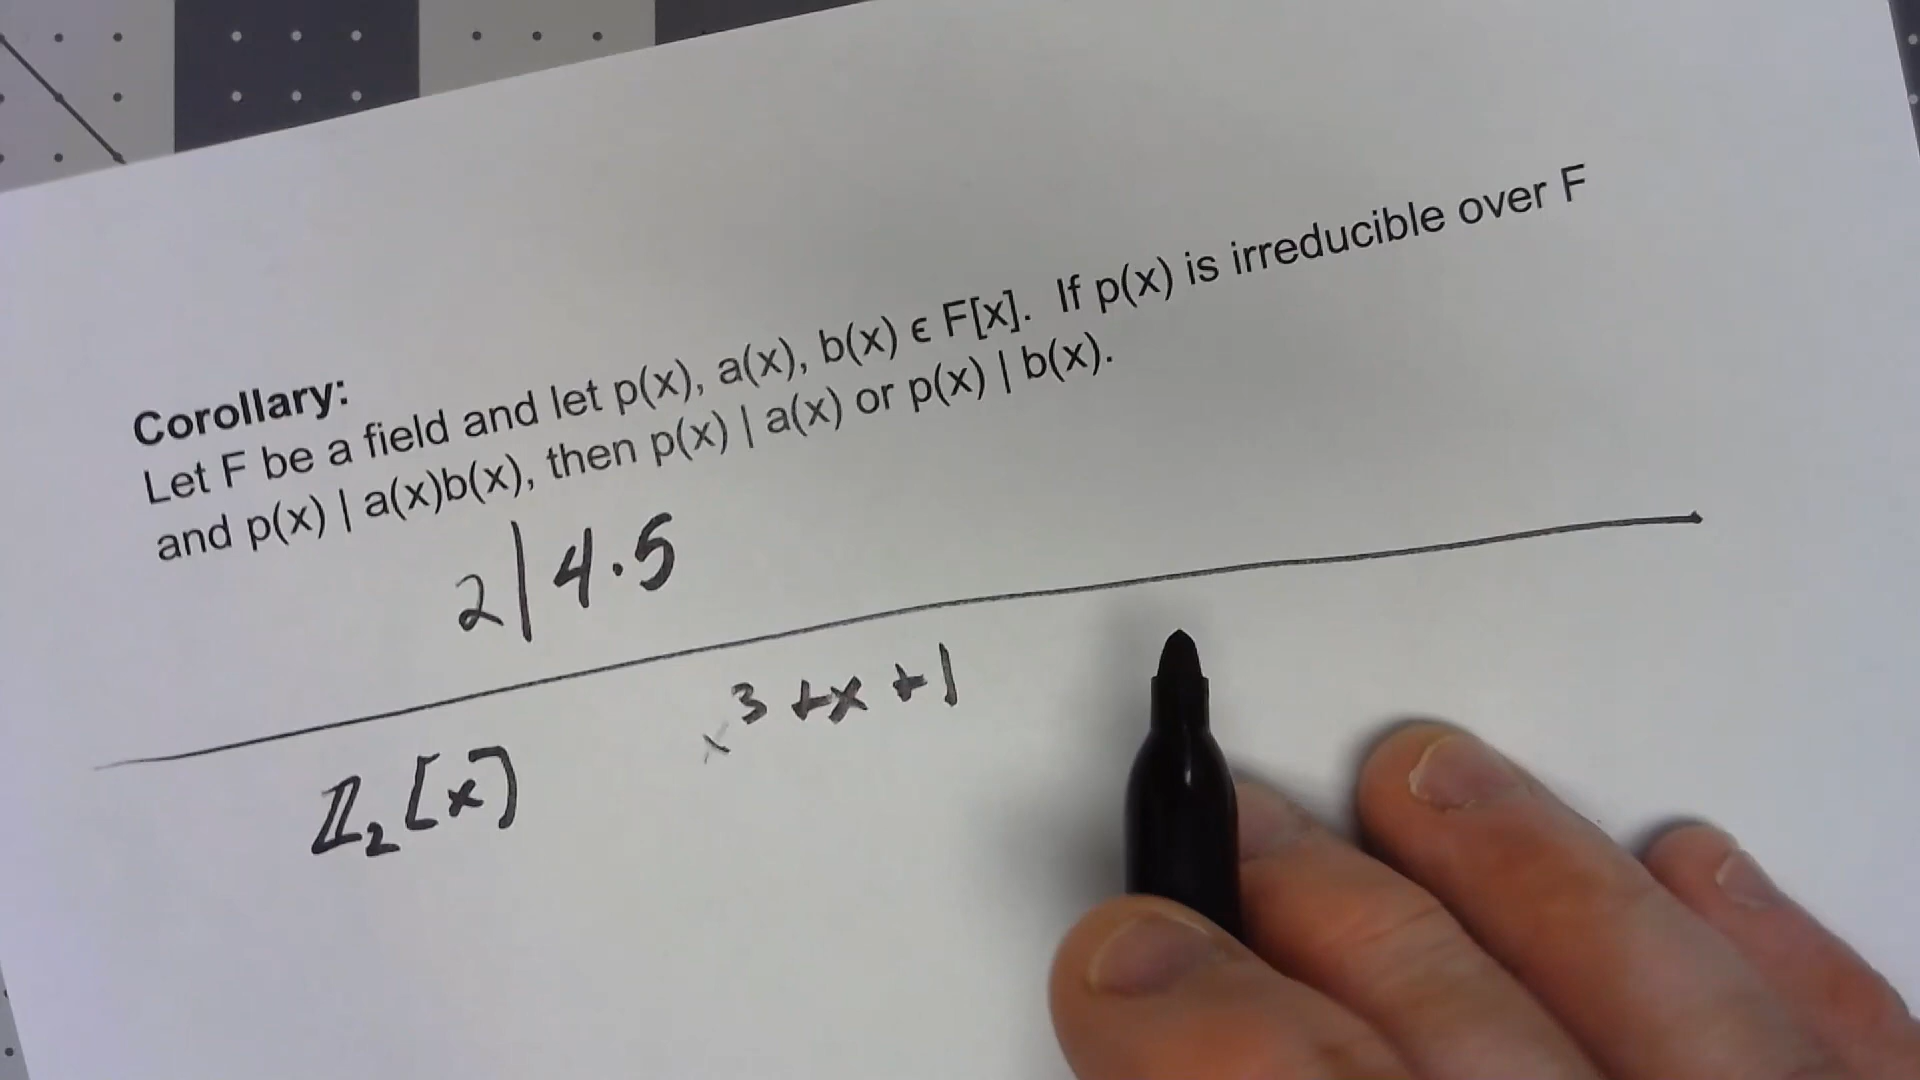 Corollary:
Let F be a field and let p(x), a(x), b(x) ϵ F[x].  If p(x) is irreducible over F
and p(x) | a(x)b(x), then p(x) | a(x) or p(x) | b(x).
2|4·5
x³+x+1
ℤ₂[x]